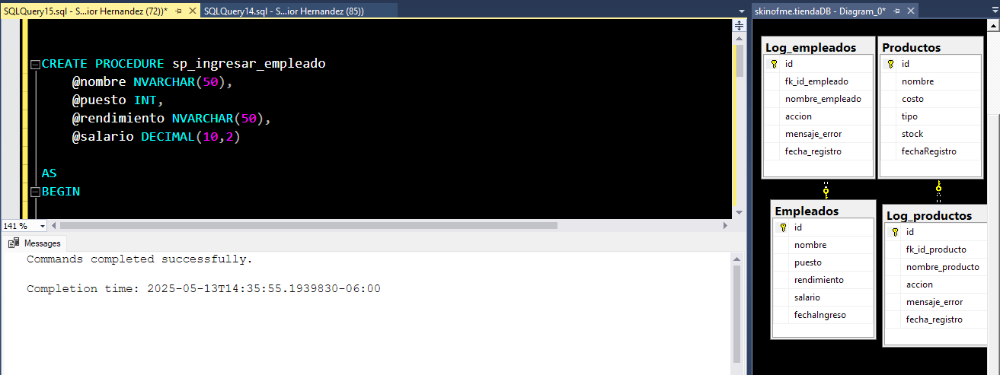 SQLQuery15.sql - S...ior Hernandez (72))*
SQLQuery14.sql - S...ior Hernandez (85))
CREATE PROCEDURE sp_ingresar_empleado
@nombre NVARCHAR(50),
@puesto INT,
@rendimiento NVARCHAR(50),
@salario DECIMAL(10,2)
AS
BEGIN
141 %
Messages
Commands completed successfully.
Completion time: 2025-05-13T14:35:55.1939830-06:00
skinofme.tiendaDB - Diagram_0*
Log_empleados
id
fk_id_empleado
nombre_empleado
accion
mensaje_error
fecha_registro
Productos
id
nombre
costo
tipo
stock
fechaRegistro
Empleados
id
nombre
puesto
rendimiento
salario
fechaIngreso
Log_productos
id
fk_id_producto
nombre_producto
accion
mensaje_error
fecha_registro